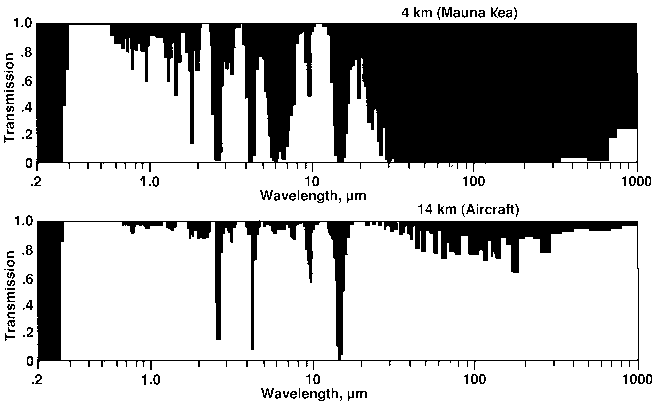 4 km (Mauna Kea)
1.0
.8
.6
.4
.2
0
Transmission
.2 1.0 10 100 1000
Wavelength, μm
14 km (Aircraft)
1.0
.8
.6
.4
.2
0
Transmission
.2 1.0 10 100 1000
Wavelength, μm